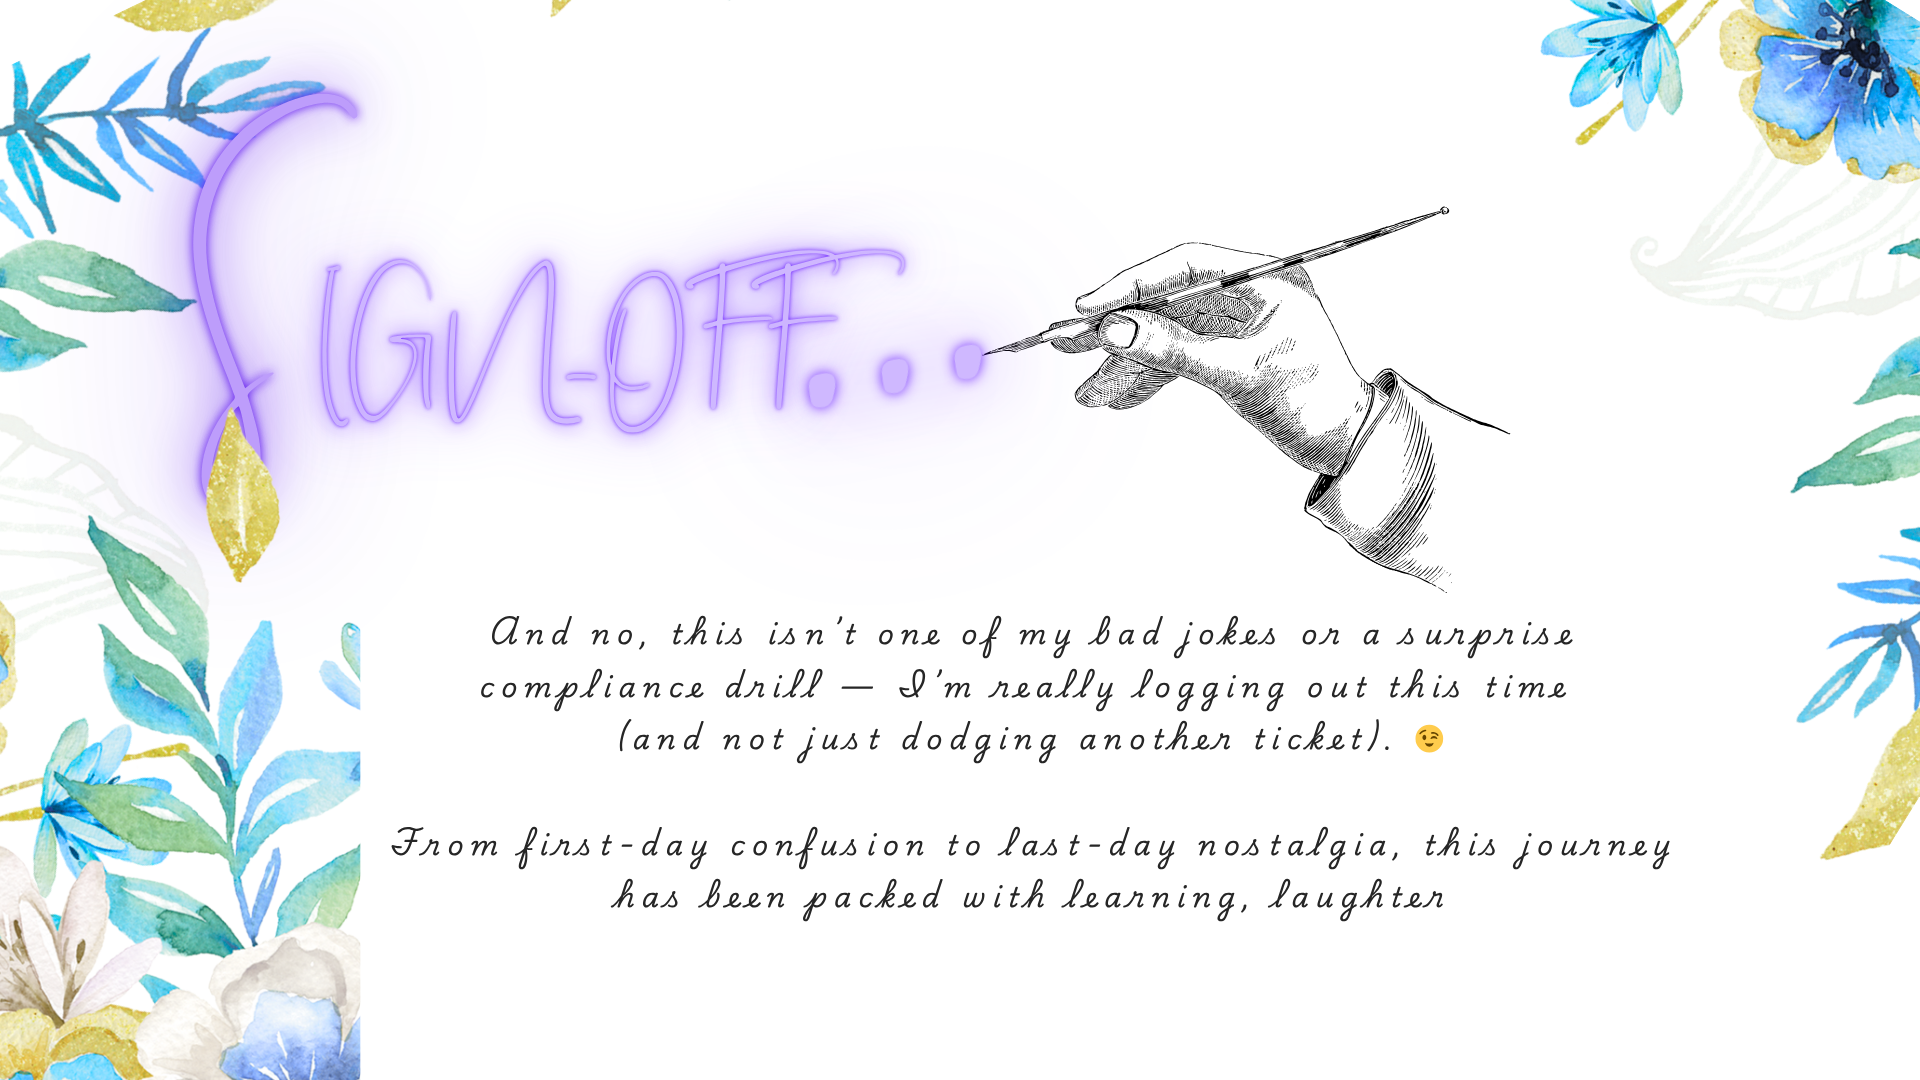 SIGN-OFF...
And no, this isn’t one of my bad jokes or a surprise
compliance drill — I’m really logging out this time
(and not just dodging another ticket). 😉
From first-day confusion to last-day nostalgia, this journey
has been packed with learning, laughter